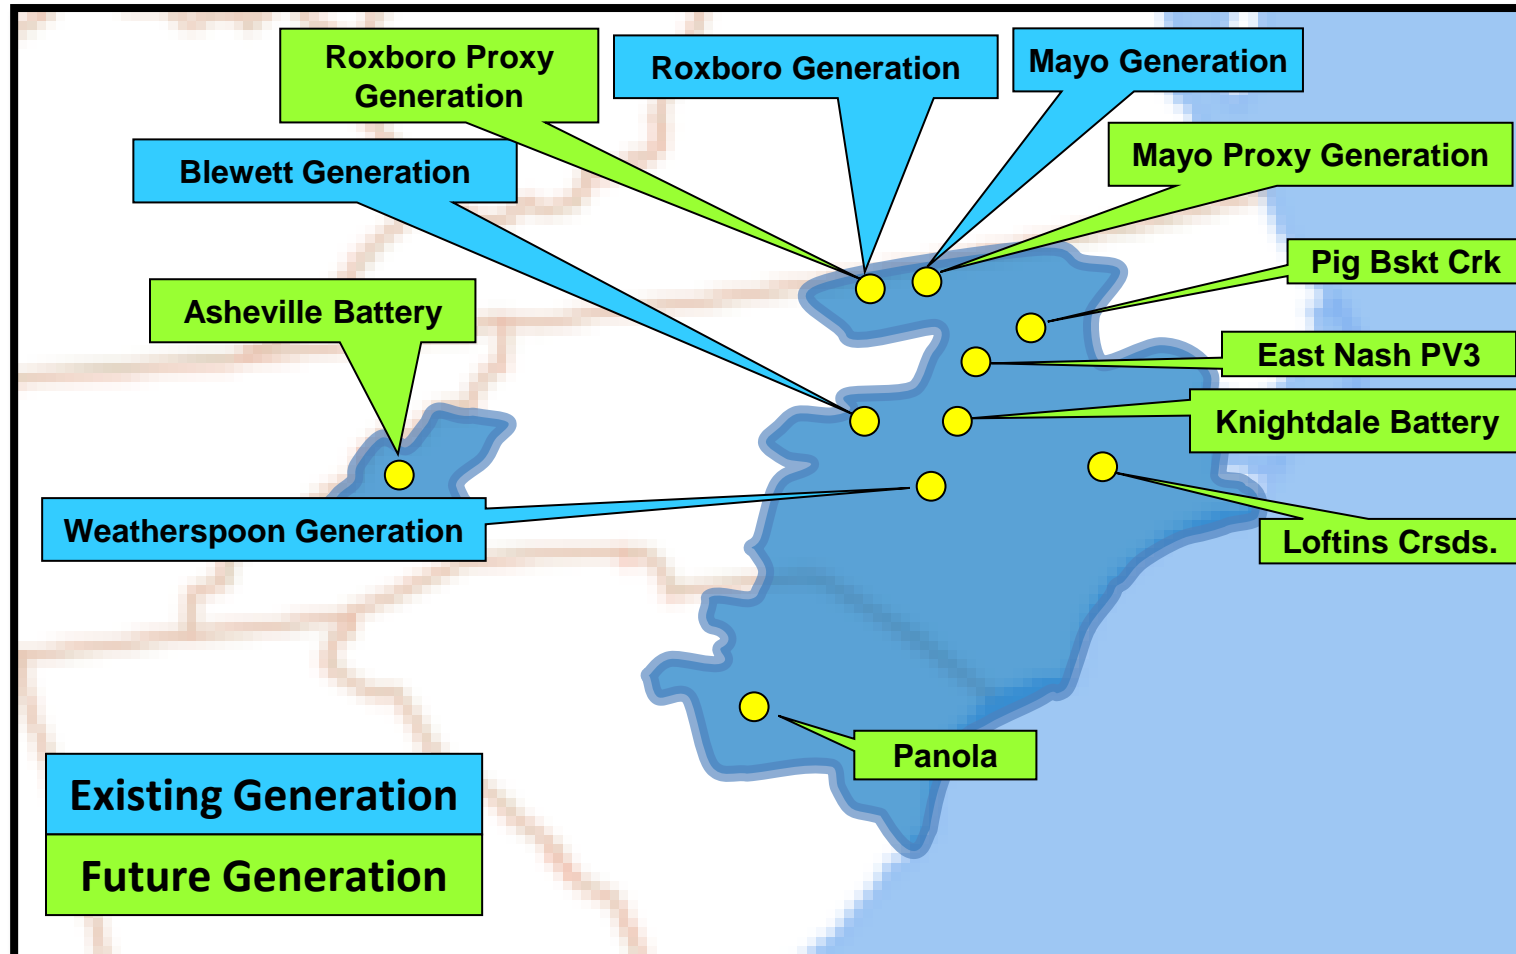 Roxboro Proxy
Generation
Roxboro Generation
Mayo Generation
Blewett Generation
Mayo Proxy Generation
Pig Bskt Crk
Asheville Battery
East Nash PV3
Knightdale Battery
Weatherspoon Generation
Loftins Crsds.
Panola
Existing Generation
Future Generation